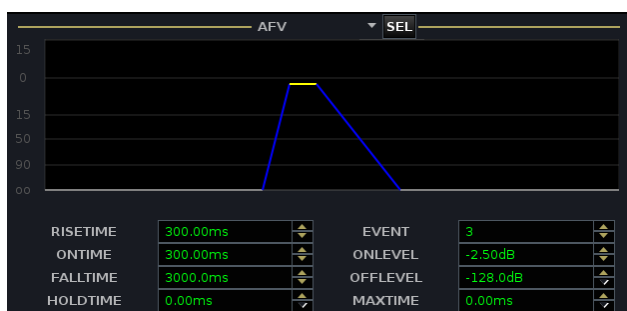 AFV SEL
15
0
15
50
90
oo
RISETIME 300.00ms EVENT 3
ONTIME 300.00ms ONLEVEL -2.50dB
FALLTIME 3000.0ms OFFLEVEL -128.0dB
HOLDTIME 0.00ms MAXTIME 0.00ms